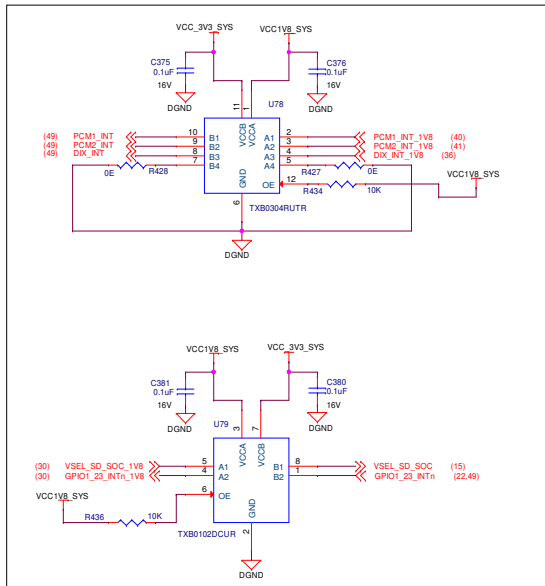 VCC_3V3_SYS VCC1V8_SYS
C375 C376
0.1uF 0.1uF
16V 16V
DGND DGND
U78
11 1
VCCB VCCA
(49) PCM1_INT 10 B1 A1 2 PCM1_INT_1V8 (40)
(49) PCM2_INT 9 B2 A2 3 PCM2_INT_1V8 (41)
(49) DIX_INT 8 B3 A3 4 DIX_INT_1V8 (36)
7 B4 A4 5
0E R428 R427 0E
GND OE 12 R434 10K VCC1V8_SYS
6 TXB0304RUTR
DGND
VCC1V8_SYS VCC_3V3_SYS
C381 C380
0.1uF 0.1uF
16V 16V
DGND DGND
U79
3 7
VCCA VCCB
(30) VSEL_SD_SOC_1V8 5 A1 B1 8 VSEL_SD_SOC (15)
(30) GPIO1_23_INTn_1V8 4 A2 B2 1 GPIO1_23_INTn (22,49)
VCC1V8_SYS 6 OE
R436 10K GND
TXB0102DCUR 2
DGND